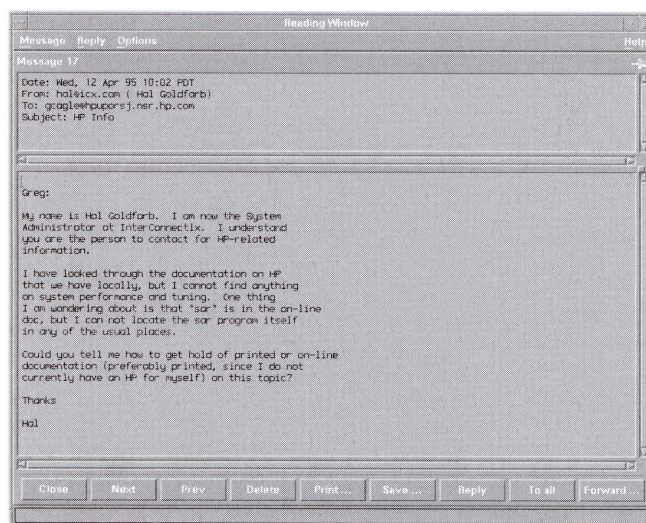 Reading Window
Message Reply Options Help
Message 17
Date: Wed, 12 Apr 95 10:02 PDT
From: hal@icx.com ( Hal Goldfarb)
To: gcagle@hpuporsj.nsr.hp.com
Subject: HP Info
Greg:
My name is Hal Goldfarb. I am now the System
Administrator at InterConnectix. I understand
you are the person to contact for HP-related
information.
I have looked through the documentation on HP
that we have locally, but I cannot find anything
on system performance and tuning. One thing
I am wondering about is that "sar" is in the on-line
doc, but I can not locate the sar program itself
in any of the usual places.
Could you tell me how to get hold of printed or on-line
documentation (preferably printed, since I do not
currently have an HP for myself) on this topic?
Thanks
Hal
Close Next Prev Delete Print ... Save ... Reply To all Forward ...